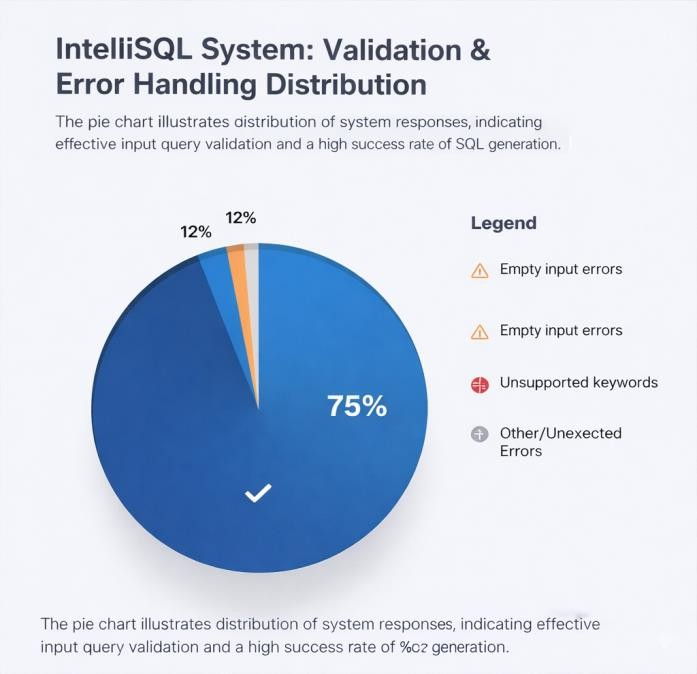 IntelliSQL System: Validation &
Error Handling Distribution
The pie chart illustrates distribution of system responses, indicating
effective input query validation and a high success rate of SQL generation.
12%
12%
75%
Legend
Empty input errors
Empty input errors
Unsupported keywords
Other/Unexected
Errors
The pie chart illustrates distribution of system responses, indicating effective
input query validation and a high success rate of %c2 generation.